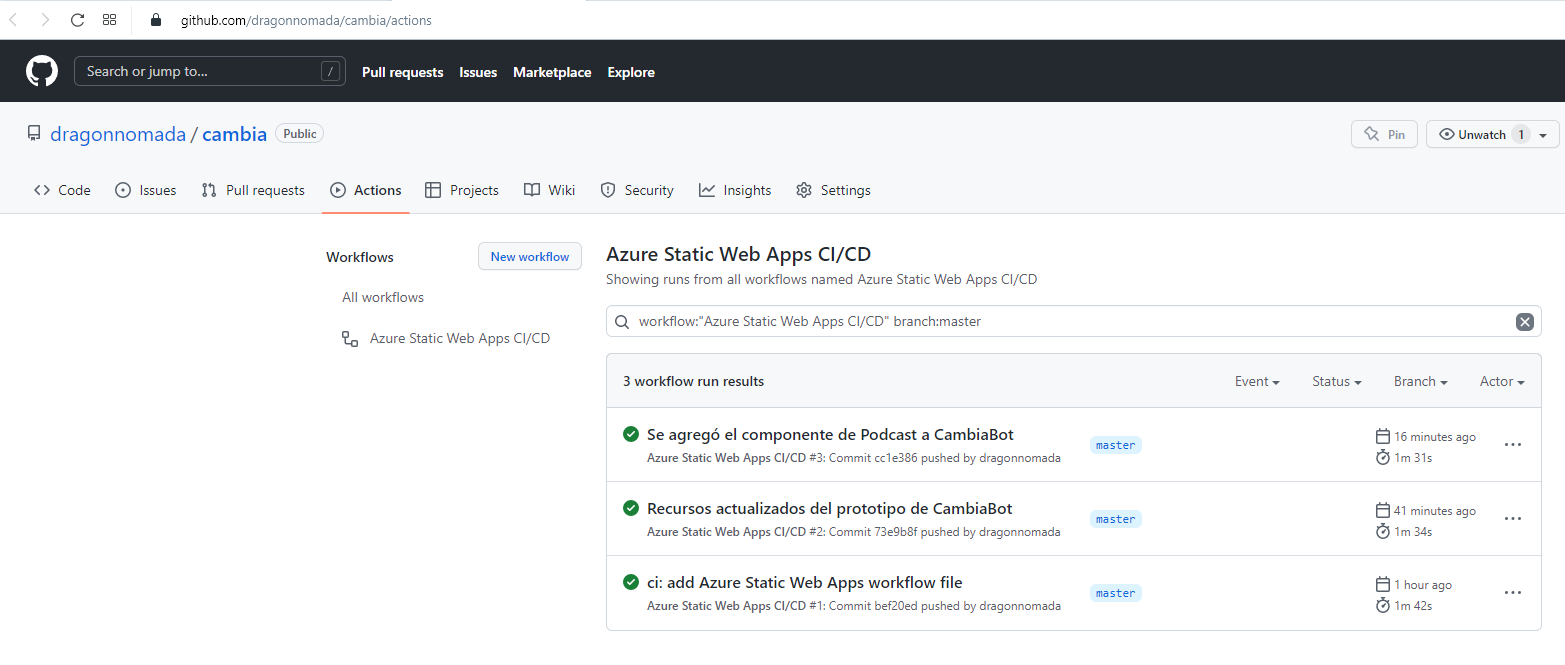 github.com/dragonnomada/cambia/actions
Search or jump to... / Pull requests Issues Marketplace Explore
dragonnomada / cambia Public Pin Unwatch 1
Code Issues Pull requests Actions Projects Wiki Security Insights Settings
Workflows New workflow
All workflows
Azure Static Web Apps CI/CD
Azure Static Web Apps CI/CD
Showing runs from all workflows named Azure Static Web Apps CI/CD
workflow:"Azure Static Web Apps CI/CD" branch:master
3 workflow run results Event Status Branch Actor
Se agregó el componente de Podcast a CambiaBot
Azure Static Web Apps CI/CD #3: Commit cc1e386 pushed by dragonnomada
master
16 minutes ago
1m 31s
Recursos actualizados del prototipo de CambiaBot
Azure Static Web Apps CI/CD #2: Commit 73e9b8f pushed by dragonnomada
master
41 minutes ago
1m 34s
ci: add Azure Static Web Apps workflow file
Azure Static Web Apps CI/CD #1: Commit bef20ed pushed by dragonnomada
master
1 hour ago
1m 42s